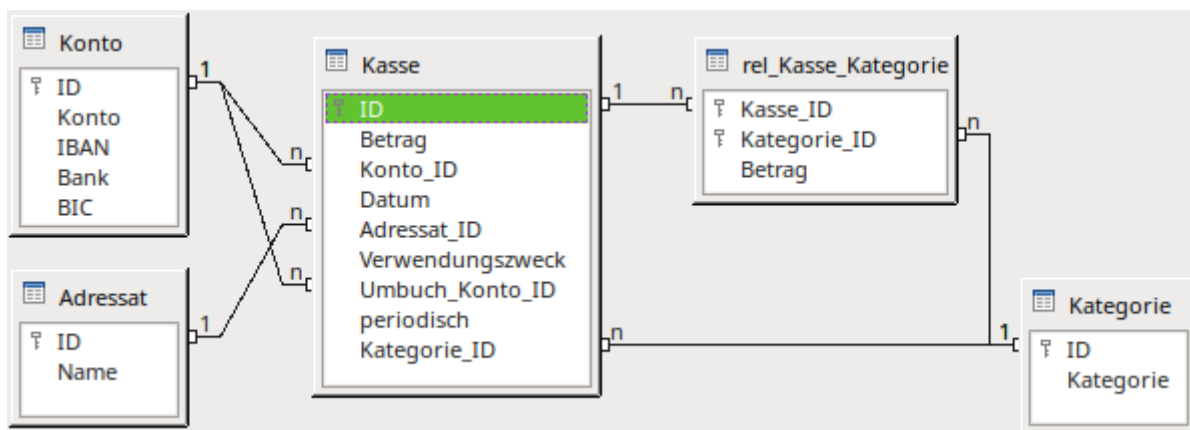 Konto
ID
Konto
IBAN
Bank
BIC
1
n
n
n
1
Adressat
ID
Name
Kasse
ID
Betrag
Konto_ID
Datum
Adressat_ID
Verwendungszweck
Umbuch_Konto_ID
periodisch
Kategorie_ID
1
n
n
rel_Kasse_Kategorie
Kasse_ID
Kategorie_ID
Betrag
n
1
Kategorie
ID
Kategorie